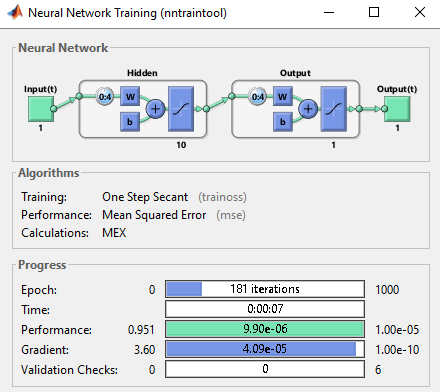 Neural Network Training (nntraintool)
Neural Network
Hidden Output
Input(t) Output(t)
0:4 W 0:4 W
b + b +
1 10 1 1
Algorithms
Training: One Step Secant (trainoss)
Performance: Mean Squared Error (mse)
Calculations: MEX
Progress
Epoch: 0 181 iterations 1000
Time: 0:00:07
Performance: 0.951 9.90e-06 1.00e-05
Gradient: 3.60 4.09e-05 1.00e-10
Validation Checks: 0 0 6